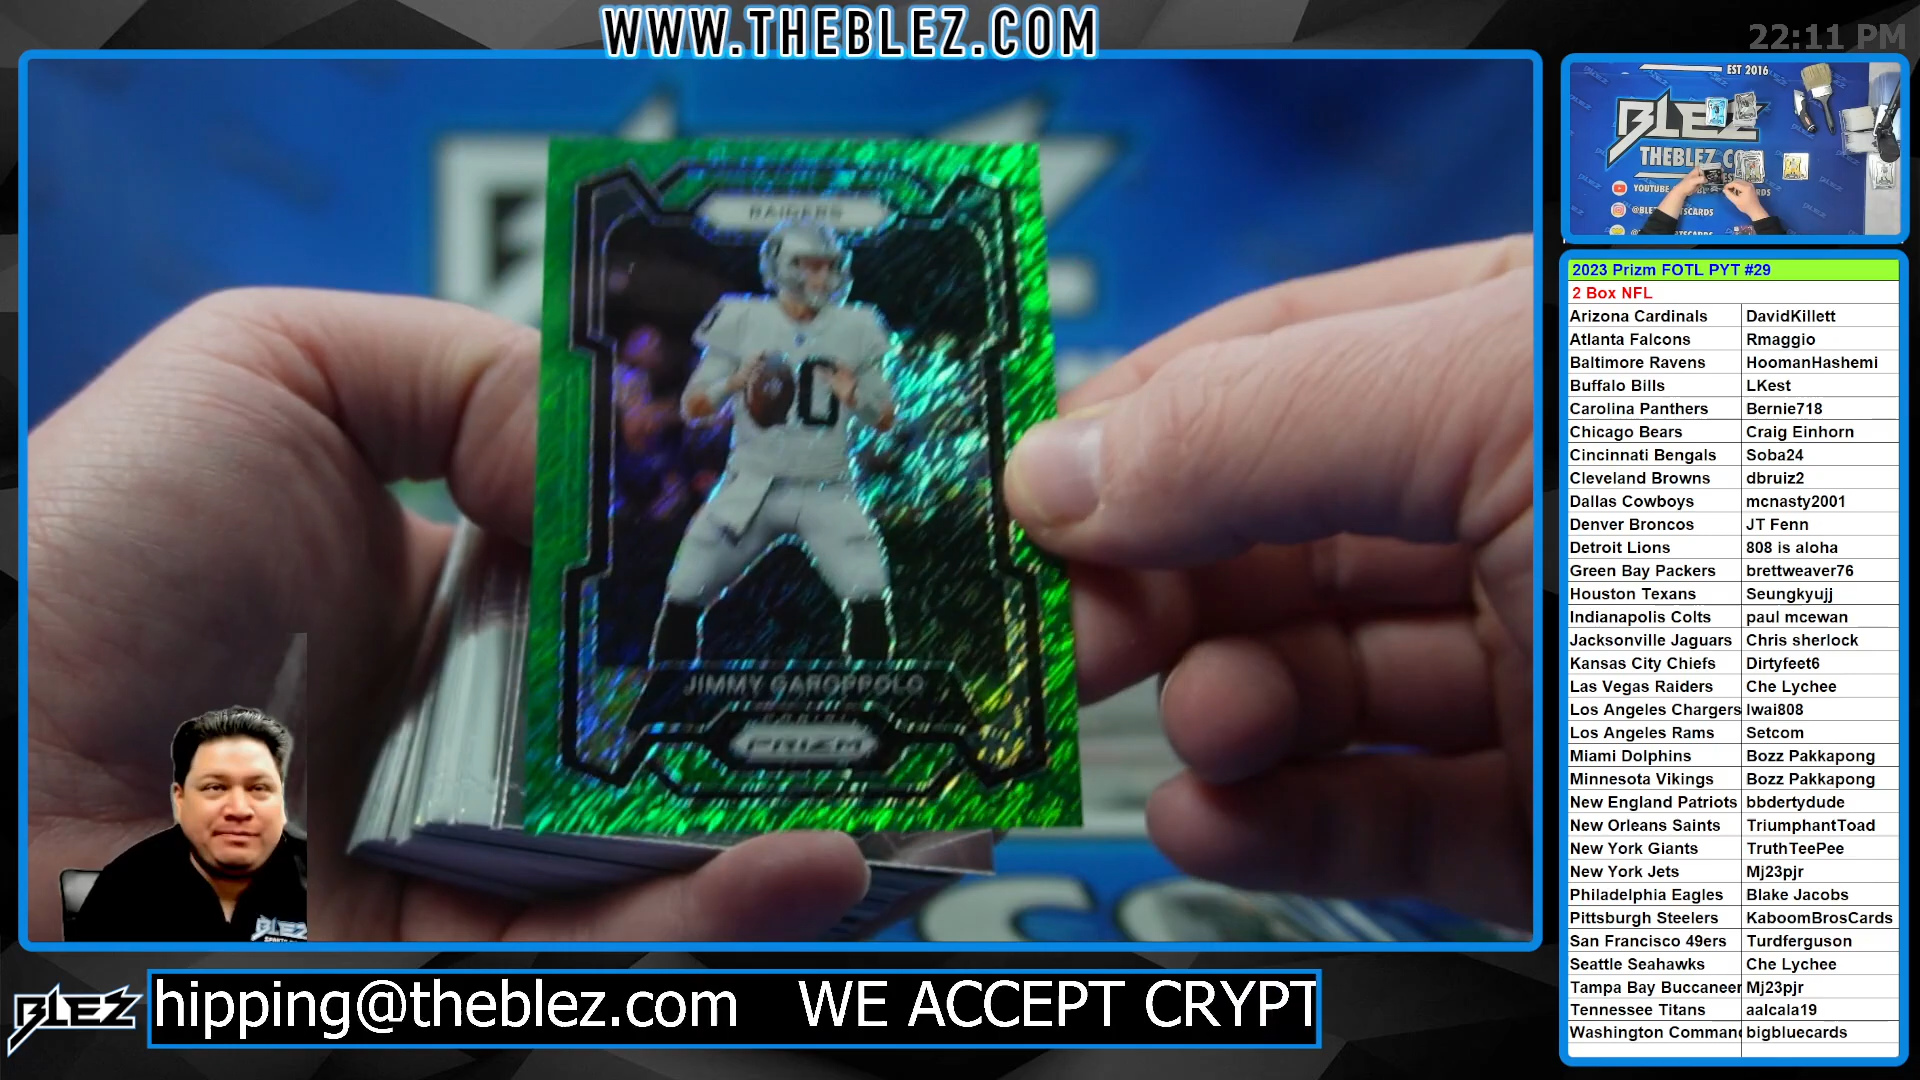 WWW.THEBLEZ.COM
22:11 PM
RAIDERS
10
JIMMY GAROPPOLO
PRIZM
EST 2016
BLEZ
THEBLEZ.CO
YOUTUBE
2023 Prizm FOTL PYT #29
2 Box NFL
Arizona Cardinals DavidKillett
Atlanta Falcons Rmaggio
Baltimore Ravens HoomanHashemi
Buffalo Bills LKest
Carolina Panthers Bernie718
Chicago Bears Craig Einhorn
Cincinnati Bengals Soba24
Cleveland Browns dbruiz2
Dallas Cowboys mcnasty2001
Denver Broncos JT Fenn
Detroit Lions 808 is aloha
Green Bay Packers brettweaver76
Houston Texans Seungkyujj
Indianapolis Colts paul mcewan
Jacksonville Jaguars Chris sherlock
Kansas City Chiefs Dirtyfeet6
Las Vegas Raiders Che Lychee
Los Angeles Chargers Iwai808
Los Angeles Rams Setcom
Miami Dolphins Bozz Pakkapong
Minnesota Vikings Bozz Pakkapong
New England Patriots bbdertydude
New Orleans Saints TriumphantToad
New York Giants TruthTeePee
New York Jets Mj23pjr
Philadelphia Eagles Blake Jacobs
Pittsburgh Steelers KaboomBrosCards
San Francisco 49ers Turdferguson
Seattle Seahawks Che Lychee
Tampa Bay Buccaneer Mj23pjr
Tennessee Titans aalcala19
Washington Command bigbluecards
BLEZ
BLEZ
hipping@theblez.com WE ACCEPT CRYPT